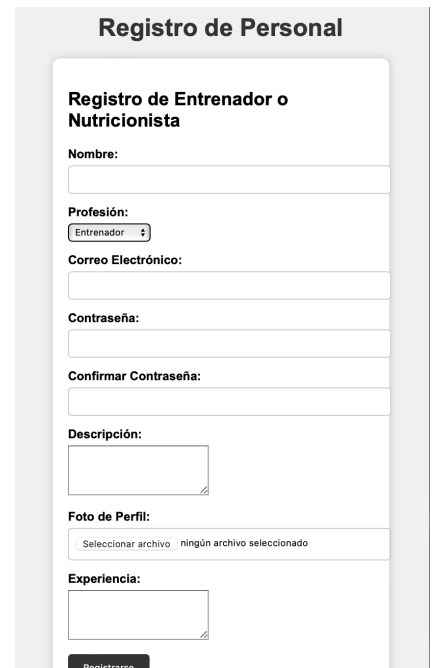 Registro de Personal
Registro de Entrenador o
Nutricionista
Nombre:
Profesión:
Entrenador
Correo Electrónico:
Contraseña:
Confirmar Contraseña:
Descripción:
Foto de Perfil:
Seleccionar archivo ningún archivo seleccionado
Experiencia:
Registrarse